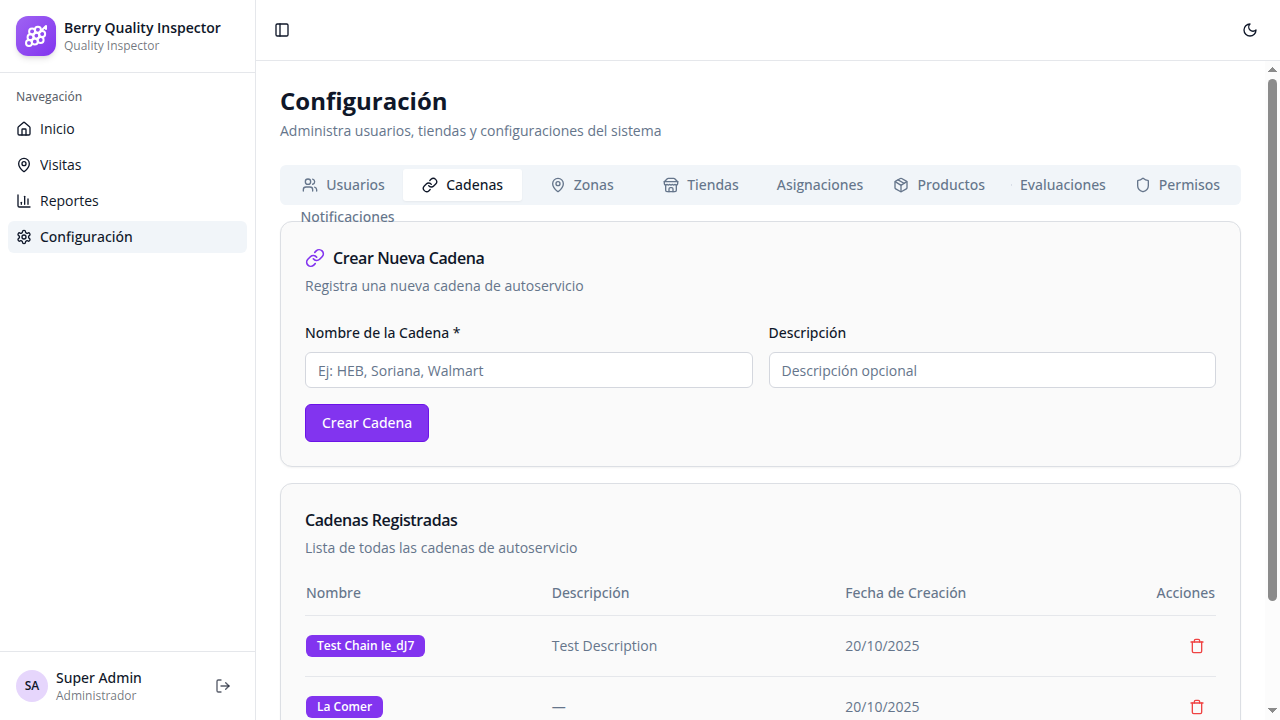 Berry Quality Inspector
Quality Inspector
Navegación
Inicio
Visitas
Reportes
Configuración
SA
Super Admin
Administrador
Configuración
Administra usuarios, tiendas y configuraciones del sistema
Usuarios Cadenas Zonas Tiendas Asignaciones Productos Evaluaciones Permisos
Notificaciones
Crear Nueva Cadena
Registra una nueva cadena de autoservicio
Nombre de la Cadena * Descripción
Ej: HEB, Soriana, Walmart Descripción opcional
Crear Cadena
Cadenas Registradas
Lista de todas las cadenas de autoservicio
Nombre Descripción Fecha de Creación Acciones
Test Chain Ie_dJ7 Test Description 20/10/2025
La Comer — 20/10/2025